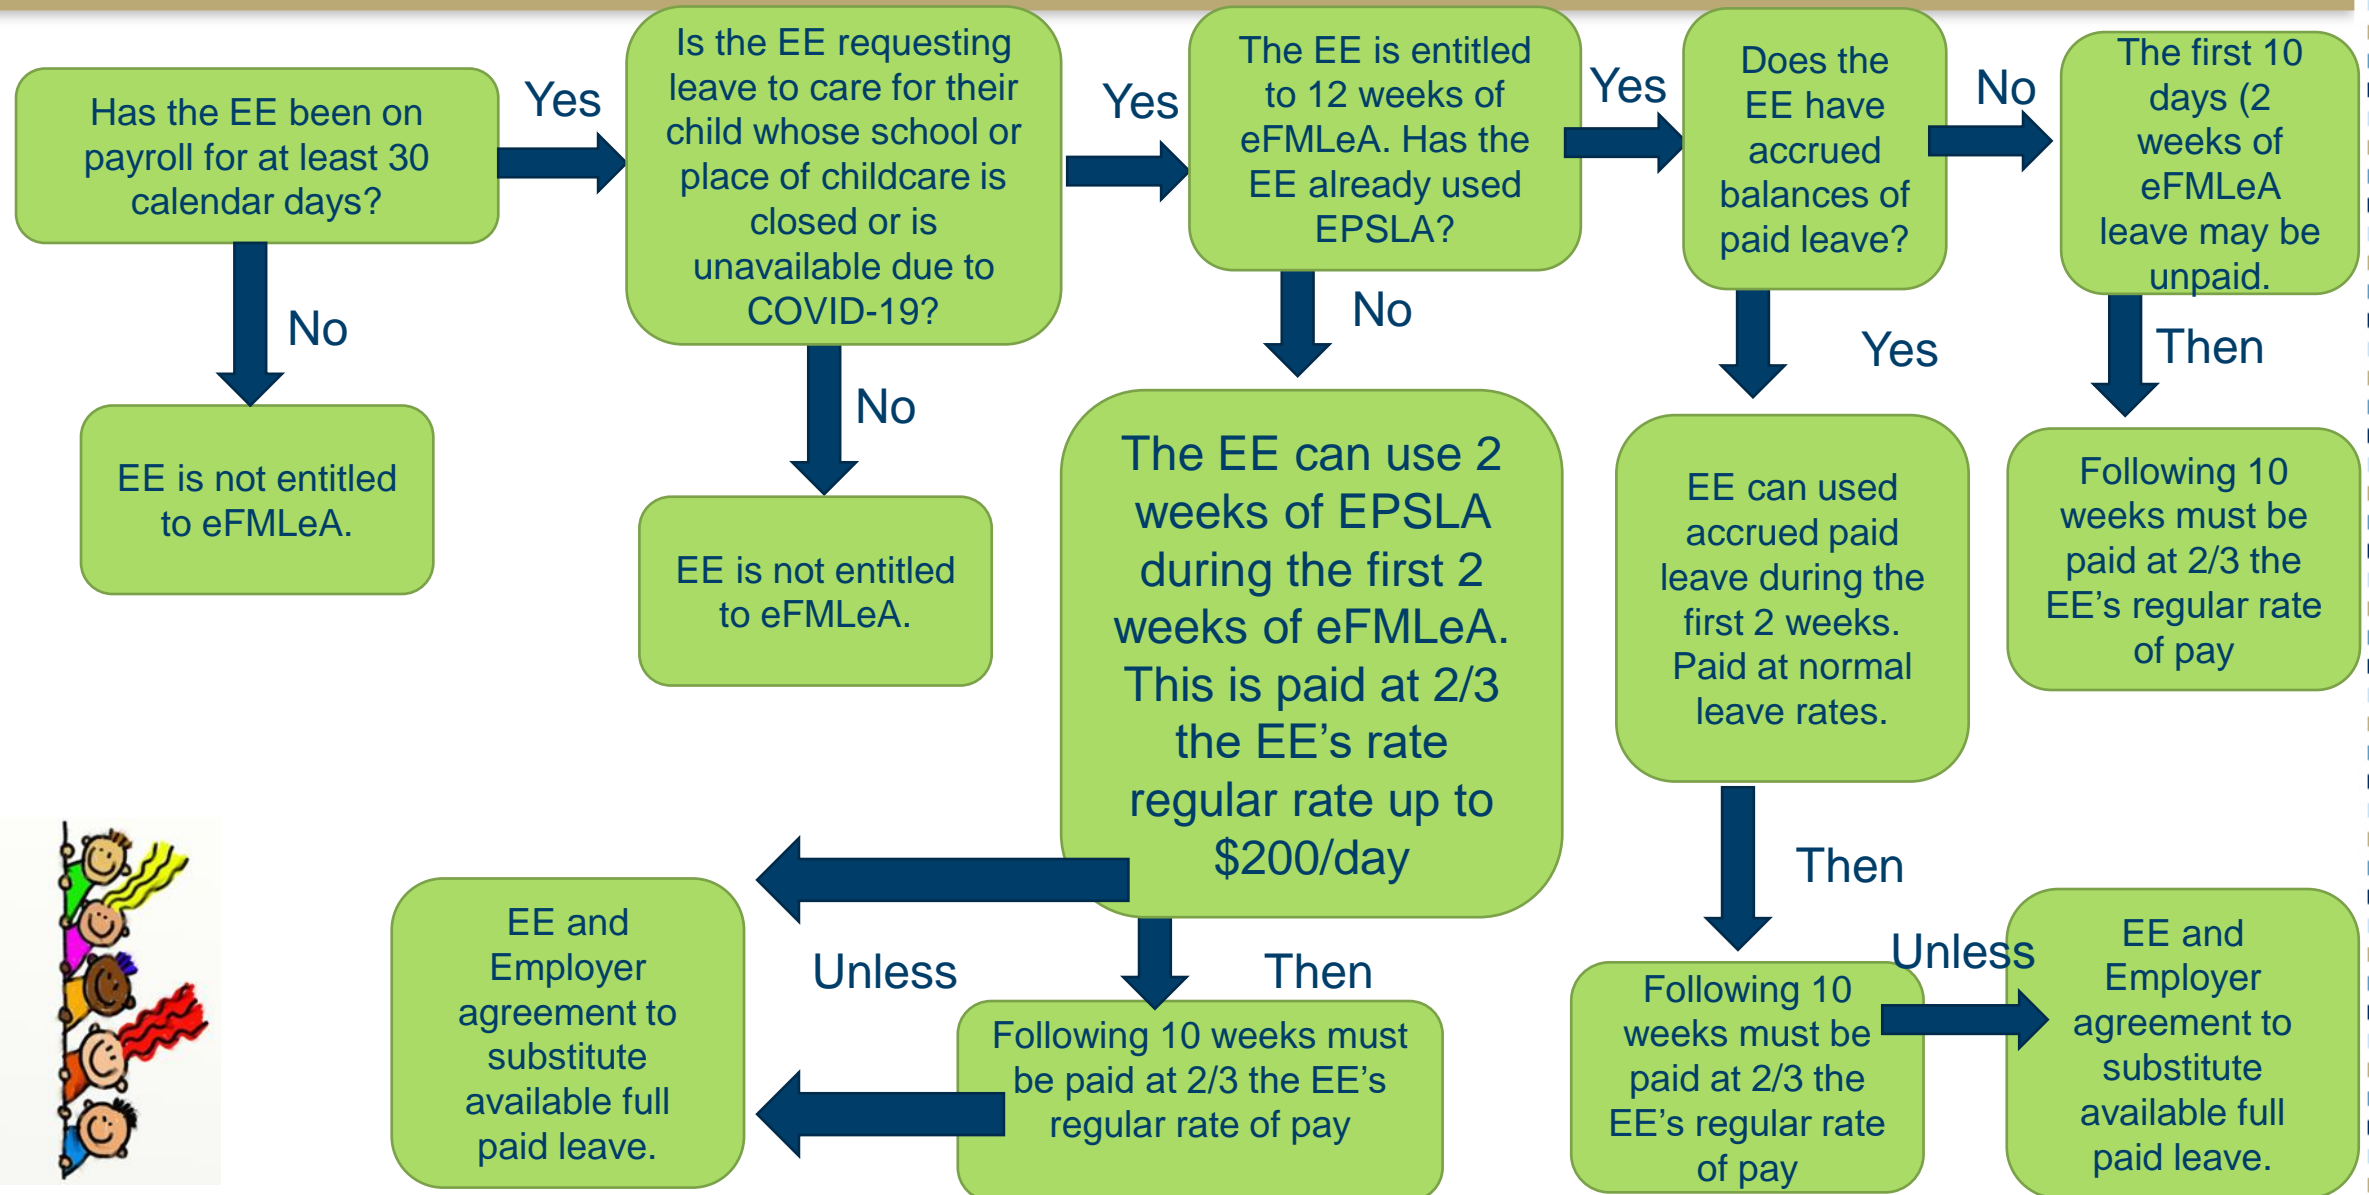 Has the EE been on
payroll for at least 30
calendar days?
Yes
Is the EE requesting
leave to care for their
child whose school or
place of childcare is
closed or is
unavailable due to
COVID-19?
Yes
The EE is entitled
to 12 weeks of
eFMLeA. Has the
EE already used
EPSLA?
Yes
Does the
EE have
accrued
balances of
paid leave?
No
The first 10
days (2
weeks of
eFMLeA
leave may be
unpaid.
No
EE is not entitled
to eFMLeA.
No
EE is not entitled
to eFMLeA.
No
The EE can use 2
weeks of EPSLA
during the first 2
weeks of eFMLeA.
This is paid at 2/3
the EE's rate
regular rate up to
$200/day
Yes
EE can used
accrued paid
leave during the
first 2 weeks.
Paid at normal
leave rates.
Then
Following 10
weeks must be
paid at 2/3 the
EE's regular rate
of pay
EE and
Employer
agreement to
substitute
available full
paid leave.
Unless
Then
Following 10 weeks must
be paid at 2/3 the EE's
regular rate of pay
Then
Following 10
weeks must be
paid at 2/3 the
EE's regular rate
of pay
Unless
EE and
Employer
agreement to
substitute
available full
paid leave.